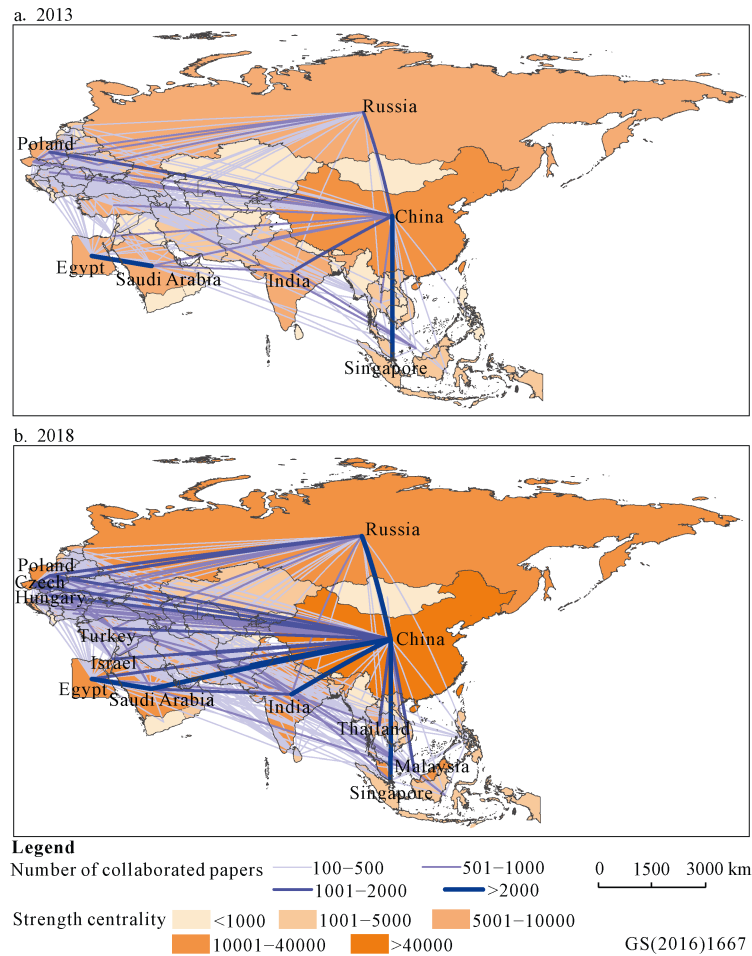 a. 2013
Russia
Poland
China
Egypt
Saudi Arabia
India
Singapore
b. 2018
Russia
Poland
Czech
Hungary
Turkey
China
Israel
Egypt
Saudi Arabia
India
Thailand
Malaysia
Singapore
Legend
Number of collaborated papers 100−500 501−1000 0 1500 3000 km
1001−2000 >2000
Strength centrality <1000 1001−5000 5001−10000
10001−40000 >40000 GS(2016)1667